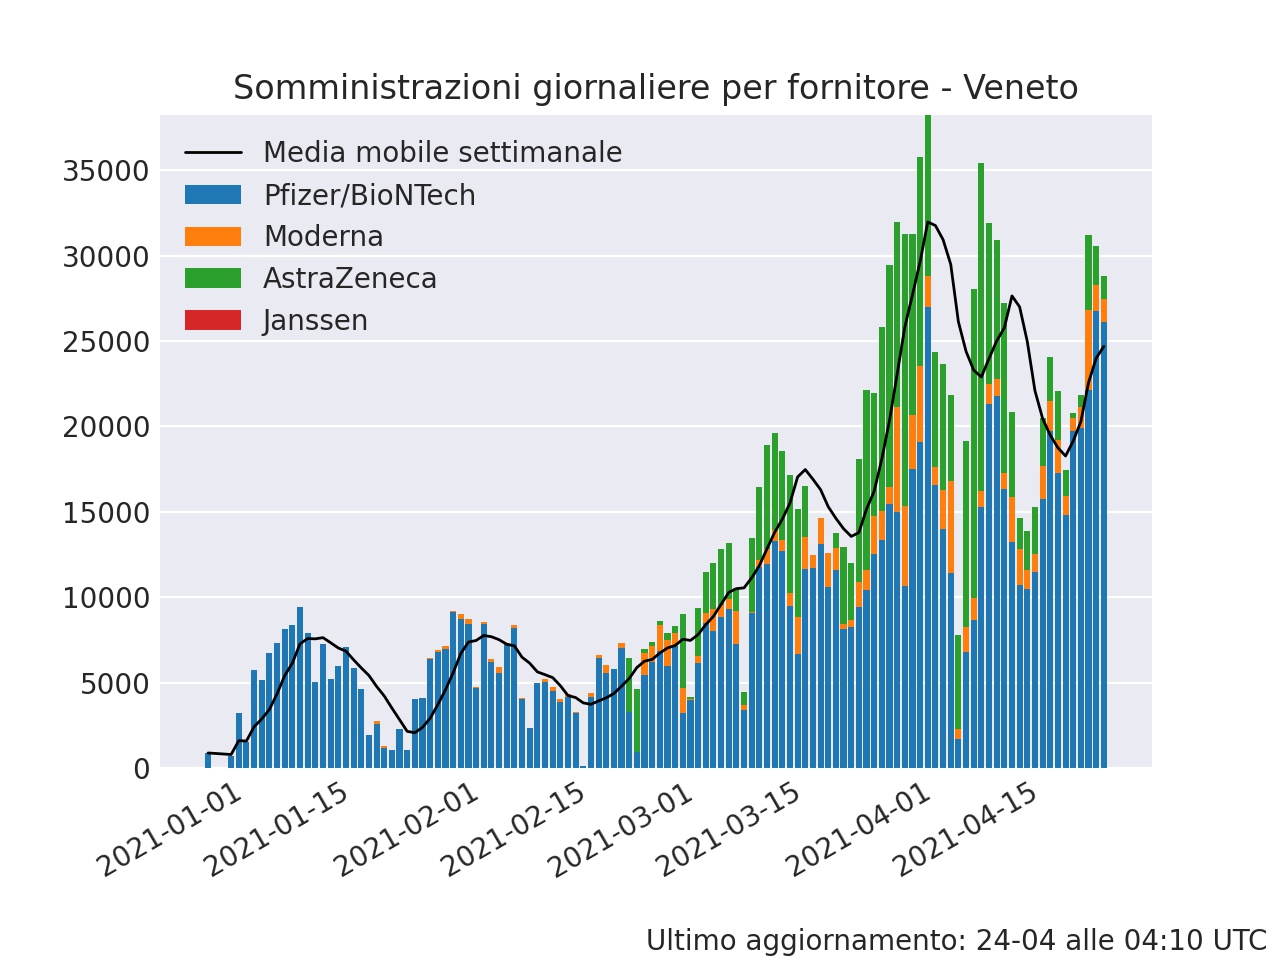 Somministrazioni giornaliere per fornitore - Veneto
Media mobile settimanale
Pfizer/BioNTech
Moderna
AstraZeneca
Janssen
35000
30000
25000
20000
15000
10000
5000
0
2021-01-01
2021-01-15
2021-02-01
2021-02-15
2021-03-01
2021-03-15
2021-04-01
2021-04-15
Ultimo aggiornamento: 24-04 alle 04:10 UTC